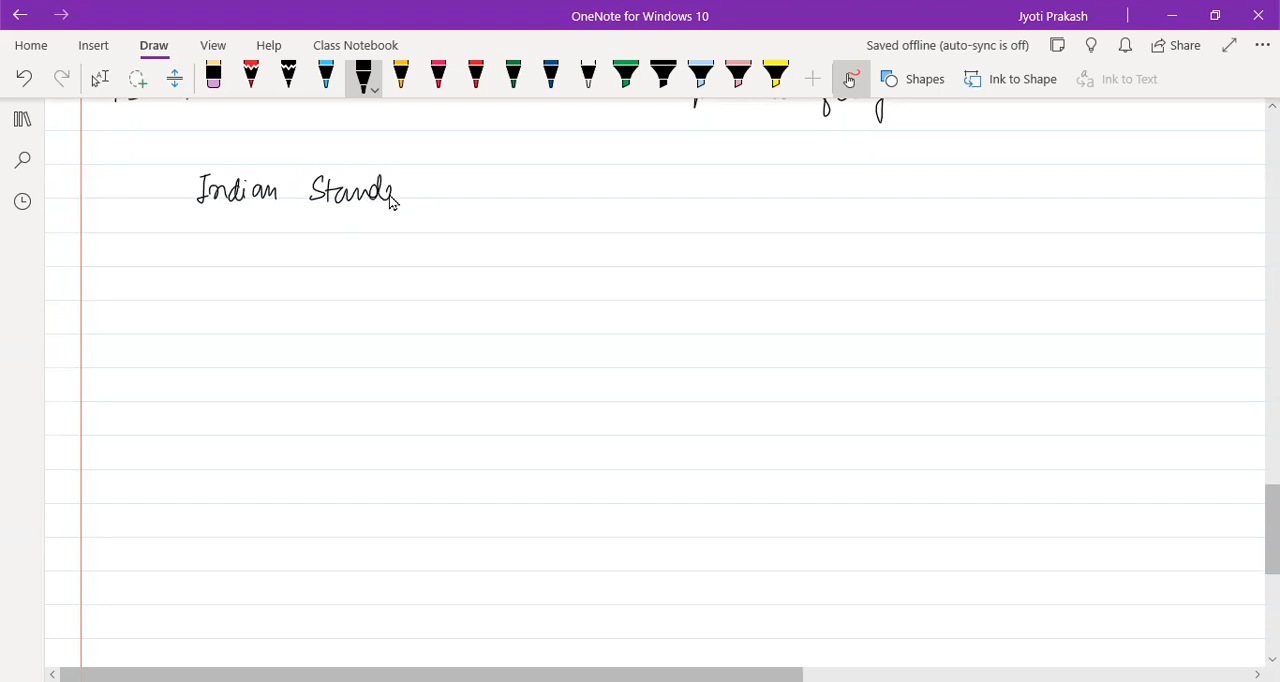 OneNote for Windows 10
Jyoti Prakash
Home Insert Draw View Help Class Notebook Saved offline (auto-sync is off) Share
Shapes Ink to Shape Ink to Text
Indian Standa